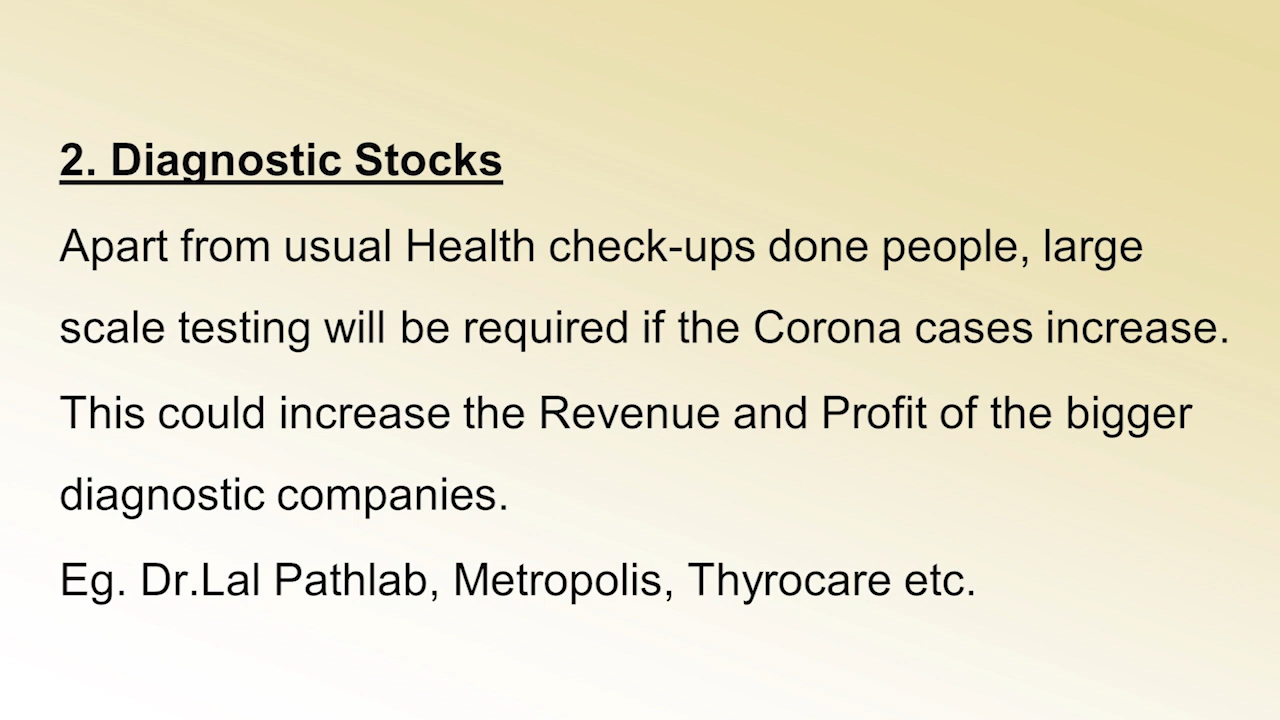 2. Diagnostic Stocks
Apart from usual Health check-ups done people, large
scale testing will be required if the Corona cases increase.
This could increase the Revenue and Profit of the bigger
diagnostic companies.
Eg. Dr.Lal Pathlab, Metropolis, Thyrocare etc.